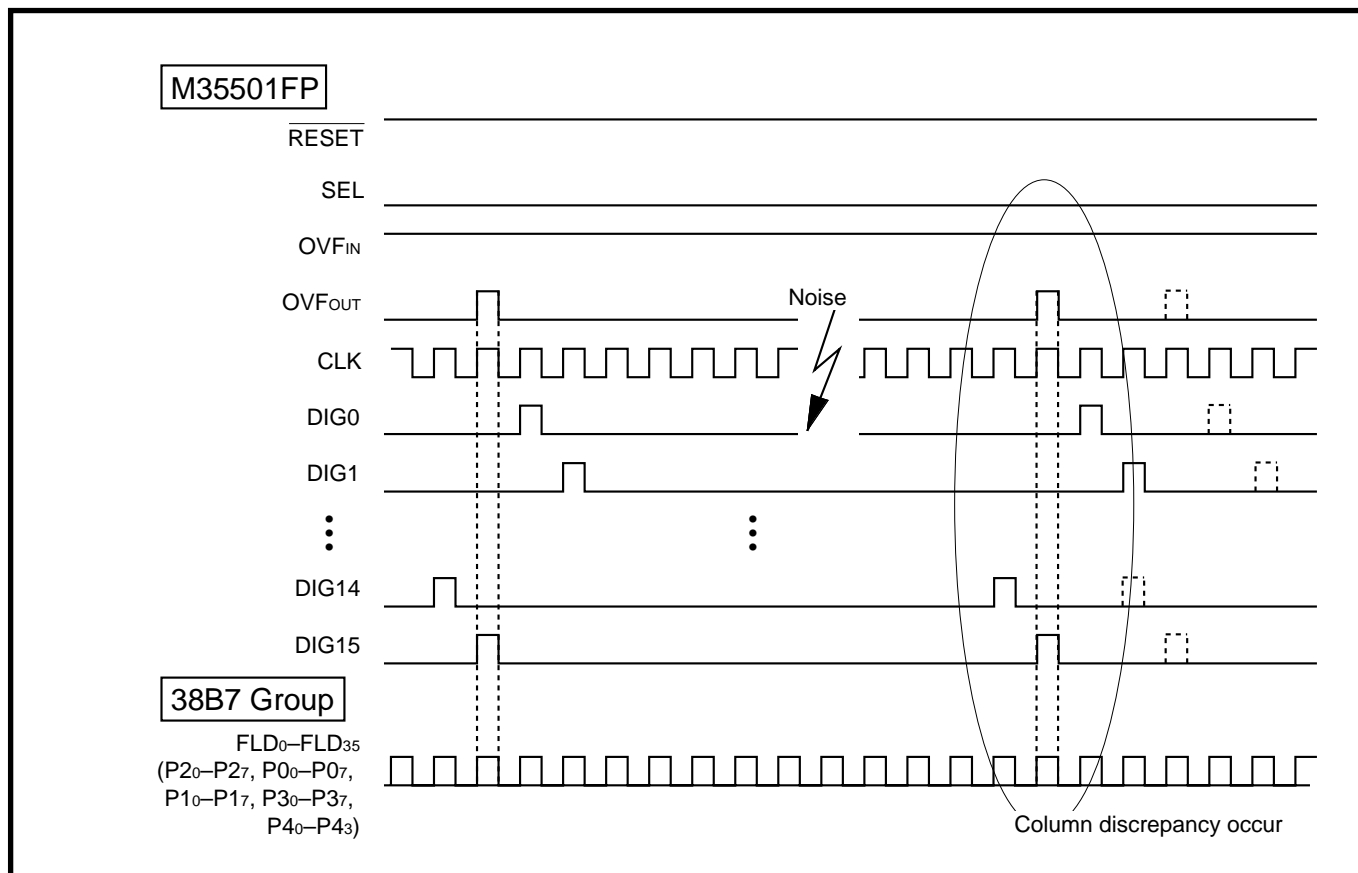 M35501FP
RESET
SEL
OVFIN
OVFOUT
Noise
CLK
DIG0
DIG1
DIG14
DIG15
38B7 Group
FLD0–FLD35
(P20–P27, P00–P07,
P10–P17, P30–P37,
P40–P43)
Column discrepancy occur